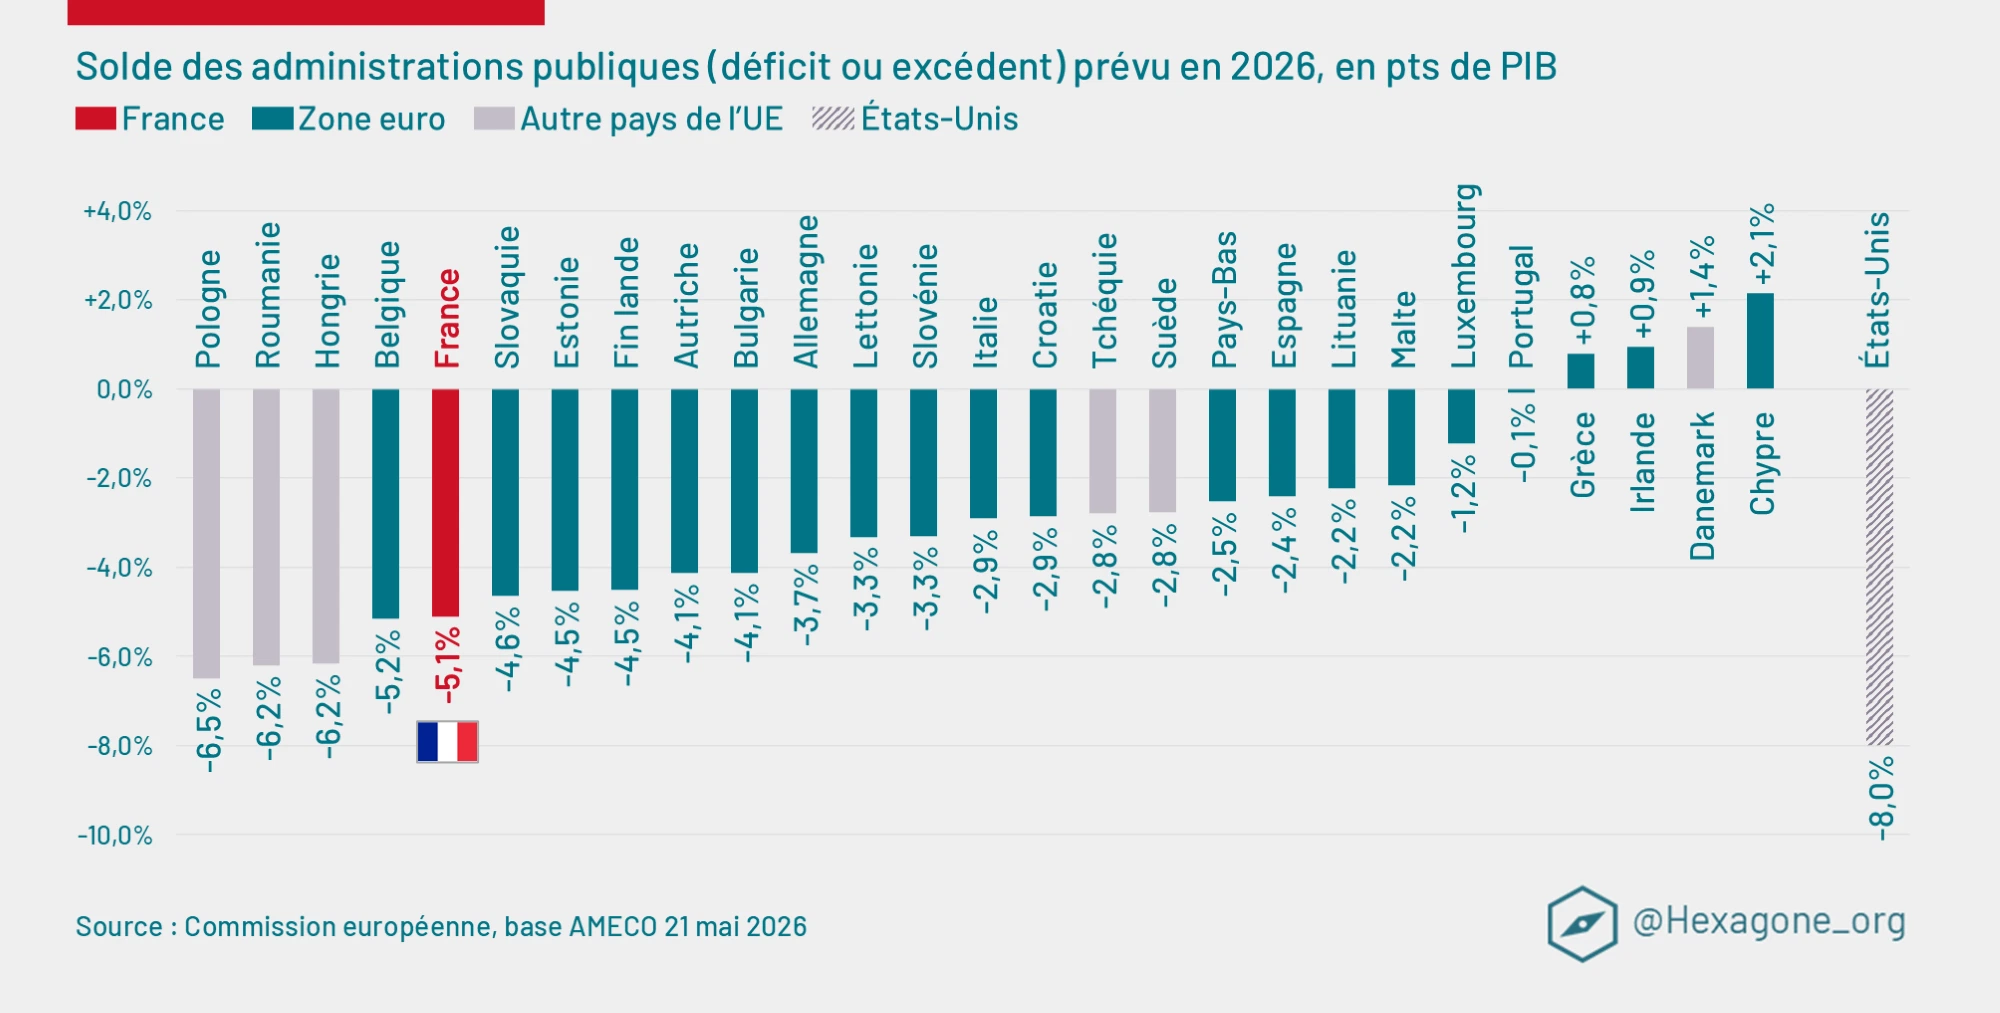 Solde des administrations publiques (déficit ou excédent) prévu en 2026, en pts de PIB
France Zone euro Autre pays de l'UE États-Unis
+4,0%
+2,0%
0,0%
-2,0%
-4,0%
-6,0%
-8,0%
-10,0%
Pologne
-6,5%
Roumanie
-6,2%
Hongrie
-6,2%
Belgique
-5,2%
France
-5,1%
Slovaquie
-4,6%
Estonie
-4,5%
Finlande
-4,5%
Autriche
-4,1%
Bulgarie
-4,1%
Allemagne
-3,7%
Lettonie
-3,3%
Slovénie
-3,3%
Italie
-2,9%
Croatie
-2,9%
Tchéquie
-2,8%
Suède
-2,8%
Pays-Bas
-2,5%
Espagne
-2,4%
Lituanie
-2,2%
Malte
-2,2%
Luxembourg
-1,2%
Portugal
-0,1%
+0,8%
Grèce
+0,9%
Irlande
+1,4%
Danemark
+2,1%
Chypre
États-Unis
-8,0%
Source : Commission européenne, base AMECO 21 mai 2026
@Hexagone_org